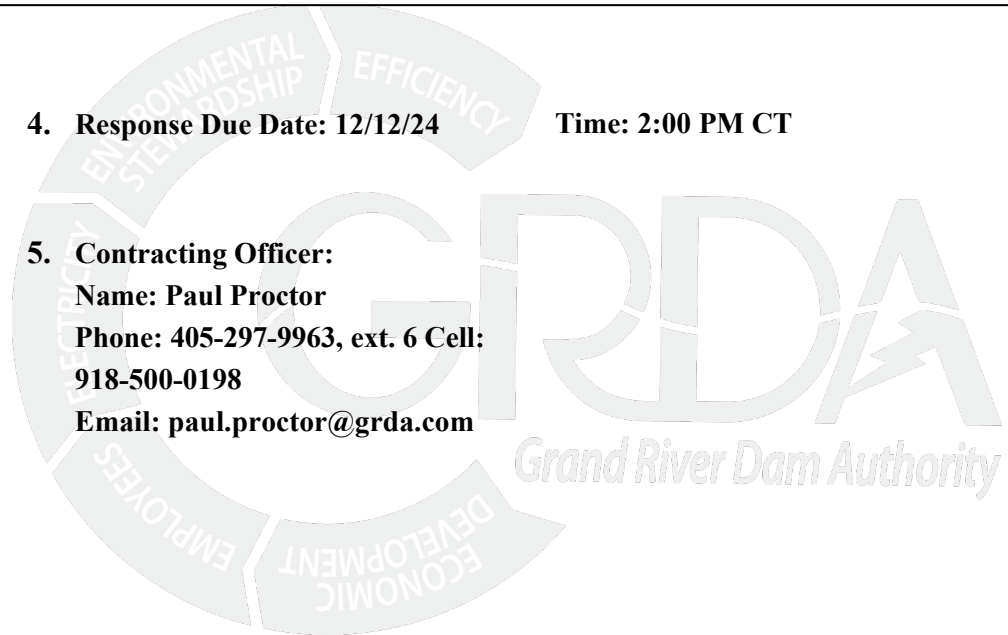 ENVIRONMENTAL
STEWARDSHIP
EFFICIENCY
4. Response Due Date: 12/12/24 Time: 2:00 PM CT
5. Contracting Officer:
Name: Paul Proctor
Phone: 405-297-9963, ext. 6 Cell:
918-500-0198
Email: paul.proctor@grda.com
ELECTRICITY
GRDA
Grand River Dam Authority
EMPLOYEES
ECONOMIC
DEVELOPMENT